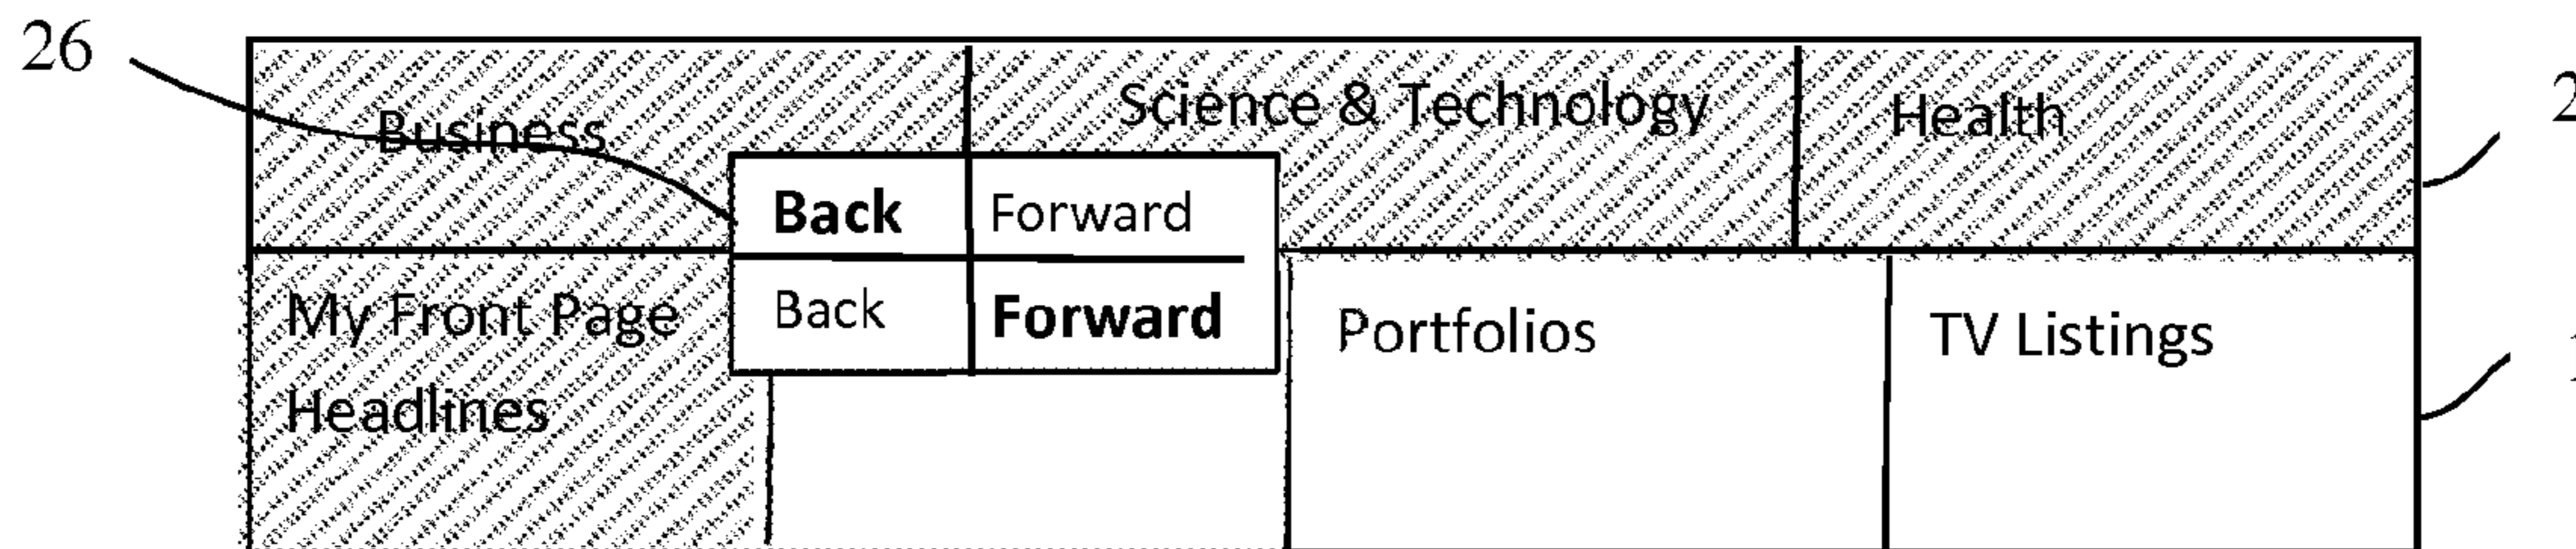 26
Business
Science & Technology
Health
Back Forward
Back Forward
My Front Page
Headlines
Portfolios
TV Listings